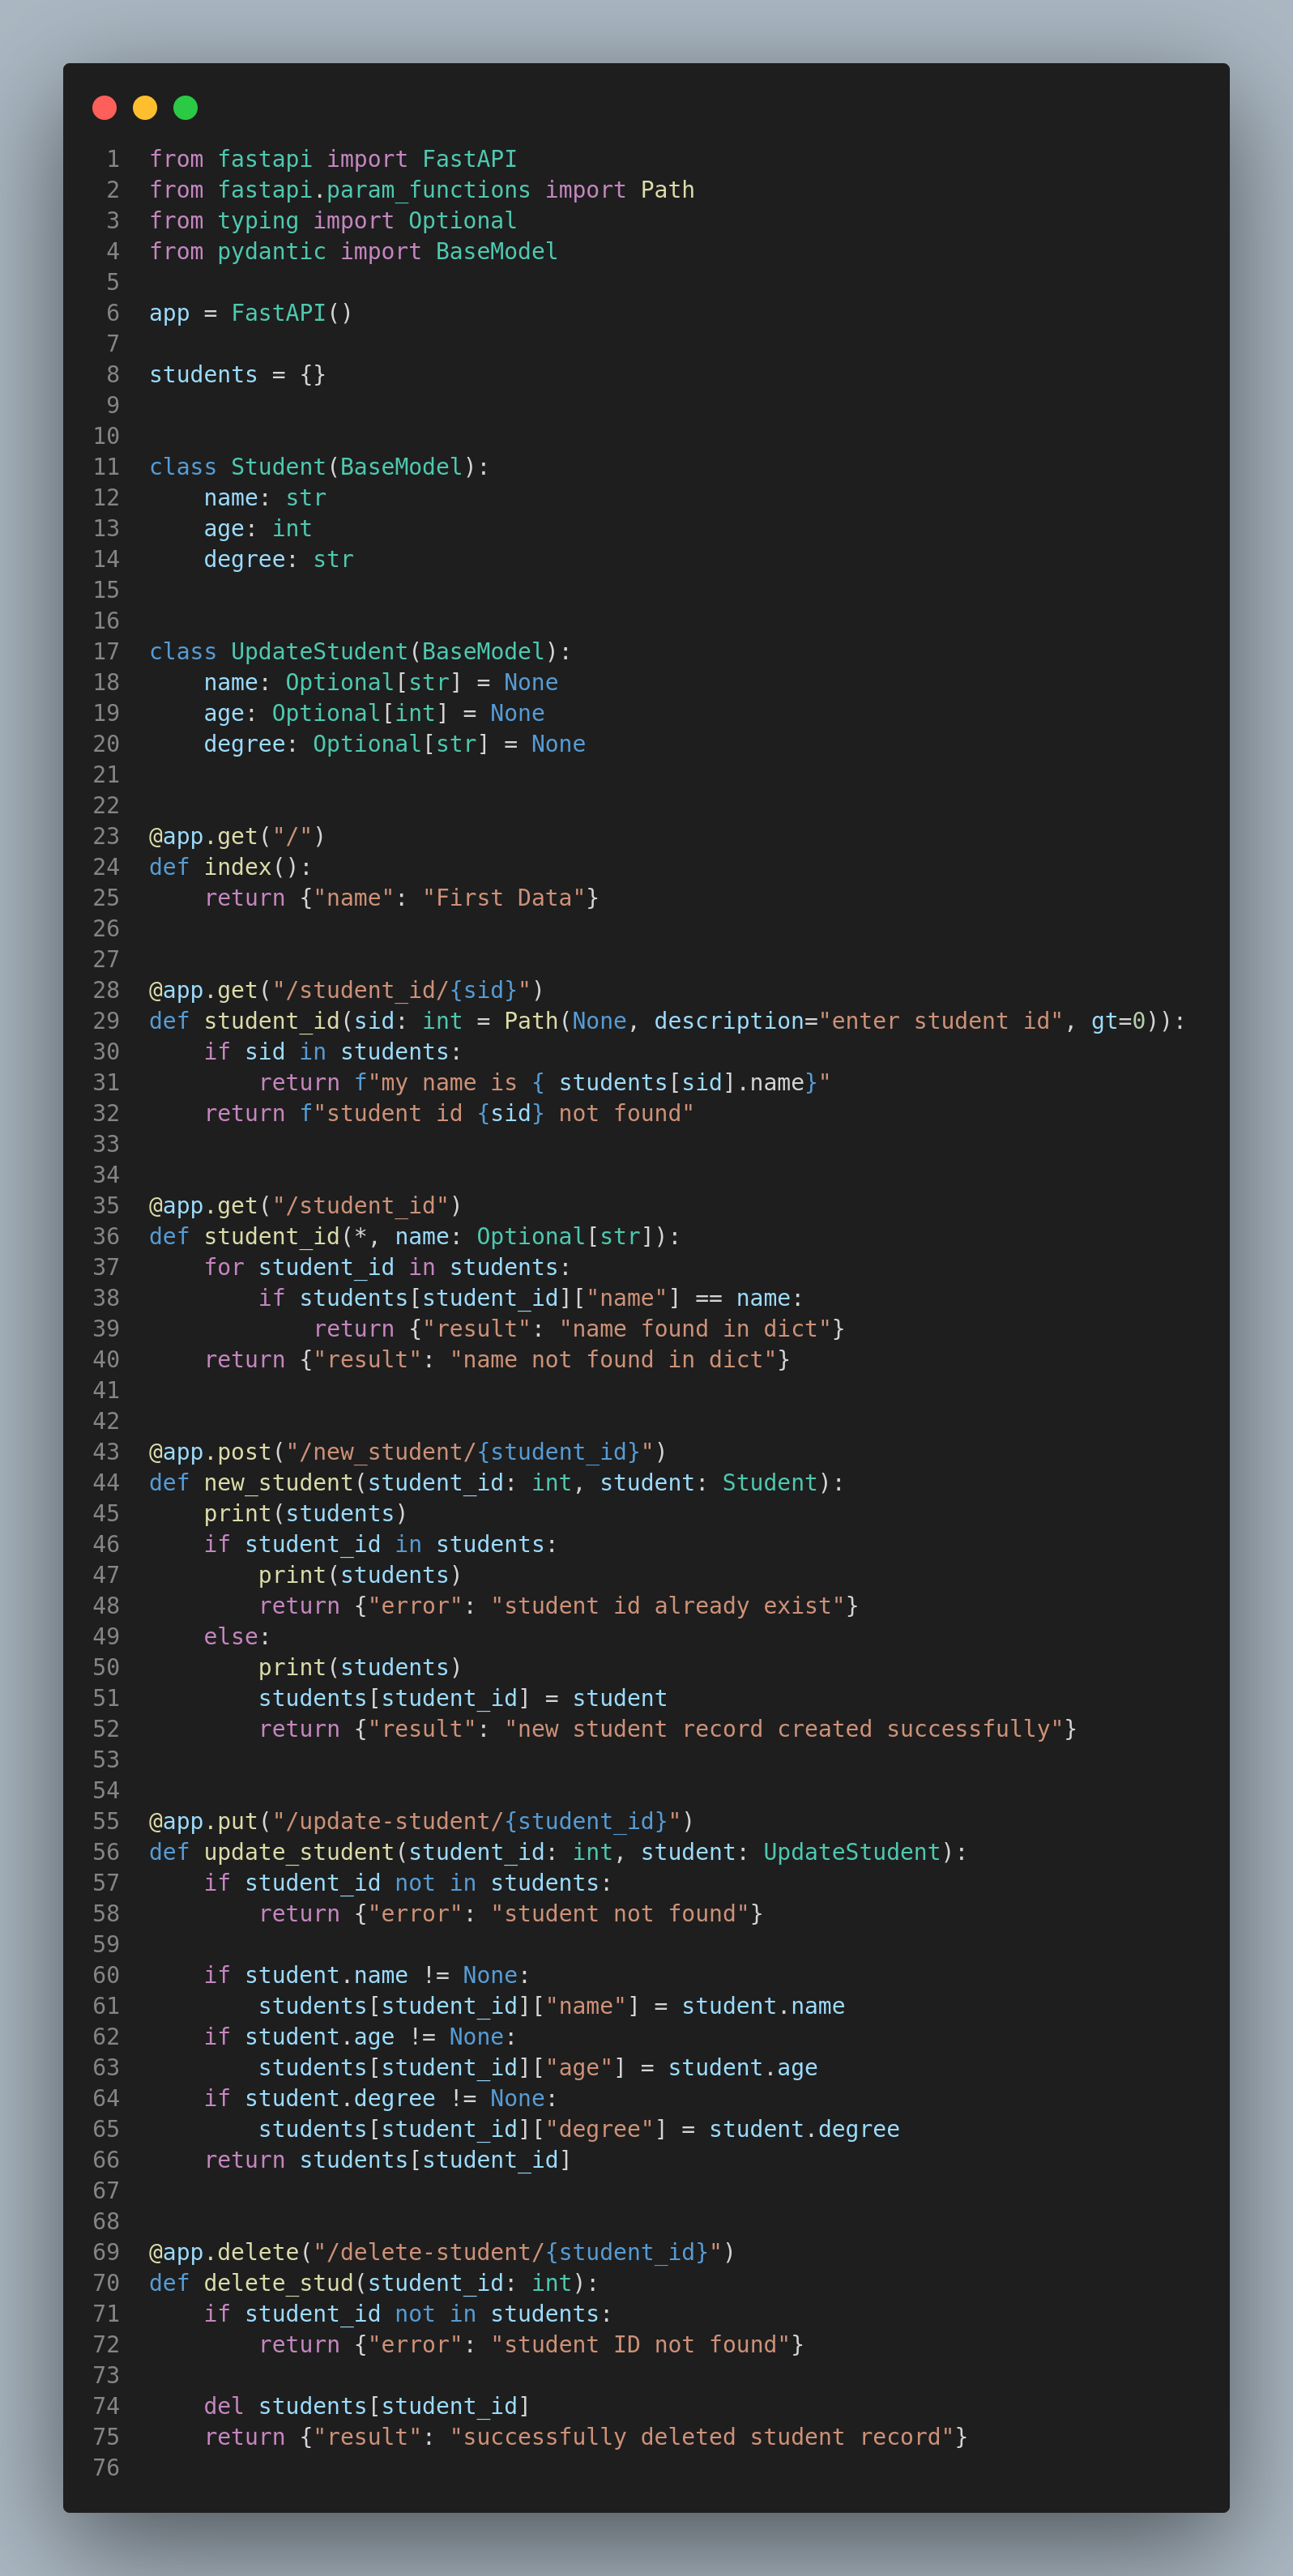 1 from fastapi import FastAPI
2 from fastapi.param_functions import Path
3 from typing import Optional
4 from pydantic import BaseModel
5
6 app = FastAPI()
7
8 students = {}
9
10
11 class Student(BaseModel):
12     name: str
13     age: int
14     degree: str
15
16
17 class UpdateStudent(BaseModel):
18     name: Optional[str] = None
19     age: Optional[int] = None
20     degree: Optional[str] = None
21
22
23 @app.get("/")
24 def index():
25     return {"name": "First Data"}
26
27
28 @app.get("/student_id/{sid}")
29 def student_id(sid: int = Path(None, description="enter student id", gt=0)):
30     if sid in students:
31         return f"my name is { students[sid].name}"
32     return f"student id {sid} not found"
33
34
35 @app.get("/student_id")
36 def student_id(*, name: Optional[str]):
37     for student_id in students:
38         if students[student_id]["name"] == name:
39             return {"result": "name found in dict"}
40     return {"result": "name not found in dict"}
41
42
43 @app.post("/new_student/{student_id}")
44 def new_student(student_id: int, student: Student):
45     print(students)
46     if student_id in students:
47         print(students)
48         return {"error": "student id already exist"}
49     else:
50         print(students)
51         students[student_id] = student
52         return {"result": "new student record created successfully"}
53
54
55 @app.put("/update-student/{student_id}")
56 def update_student(student_id: int, student: UpdateStudent):
57     if student_id not in students:
58         return {"error": "student not found"}
59
60     if student.name != None:
61         students[student_id]["name"] = student.name
62     if student.age != None:
63         students[student_id]["age"] = student.age
64     if student.degree != None:
65         students[student_id]["degree"] = student.degree
66     return students[student_id]
67
68
69 @app.delete("/delete-student/{student_id}")
70 def delete_stud(student_id: int):
71     if student_id not in students:
72         return {"error": "student ID not found"}
73
74     del students[student_id]
75     return {"result": "successfully deleted student record"}
76